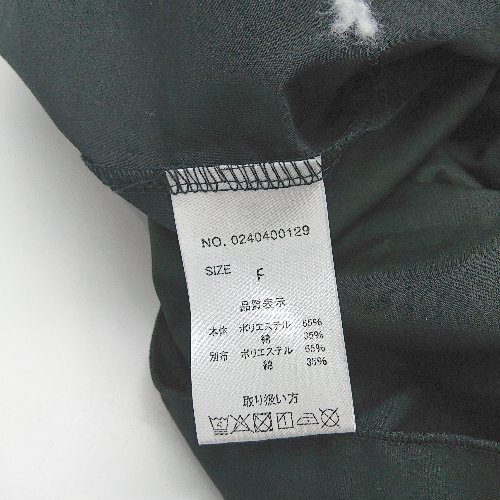 NO. 0240400129
SIZE F
品質表示
本体 ポリエステル 65%
綿 35%
別布 ポリエステル 65%
綿 35%
取り扱い方